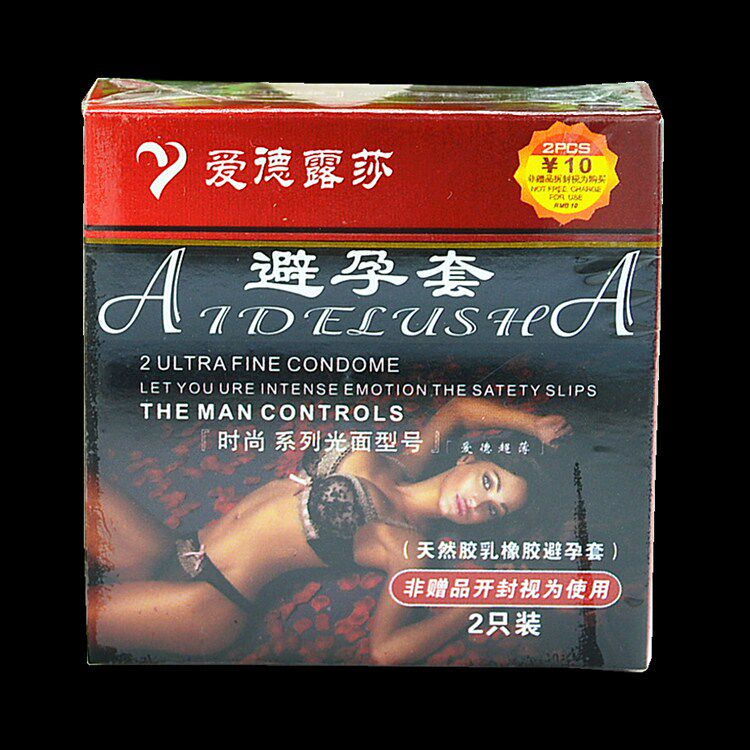 爱德露莎
2PCS
¥10
非赠品拆封视为购买
NOT FREE. CHARGE
FOR USE
RMB 10
避孕套
AIDELUSHA
2 ULTRA FINE CONDOME
LET YOU URE INTENSE EMOTION THE SATETY SLIPS
THE MAN CONTROLS
『时尚 系列光面型号』「爱德超薄」
(天然胶乳橡胶避孕套)
非赠品开封视为使用
2只装